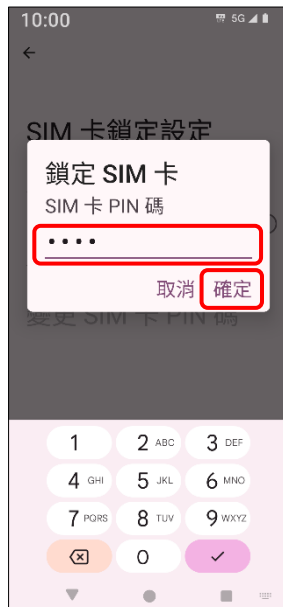 10:00 5G
SIM 卡鎖定設定
鎖定 SIM 卡
SIM 卡 PIN 碼
••••
取消 確定
變更 SIM 卡 PIN 碼
1 2 ABC 3 DEF
4 GHI 5 JKL 6 MNO
7 PQRS 8 TUV 9 WXYZ
0